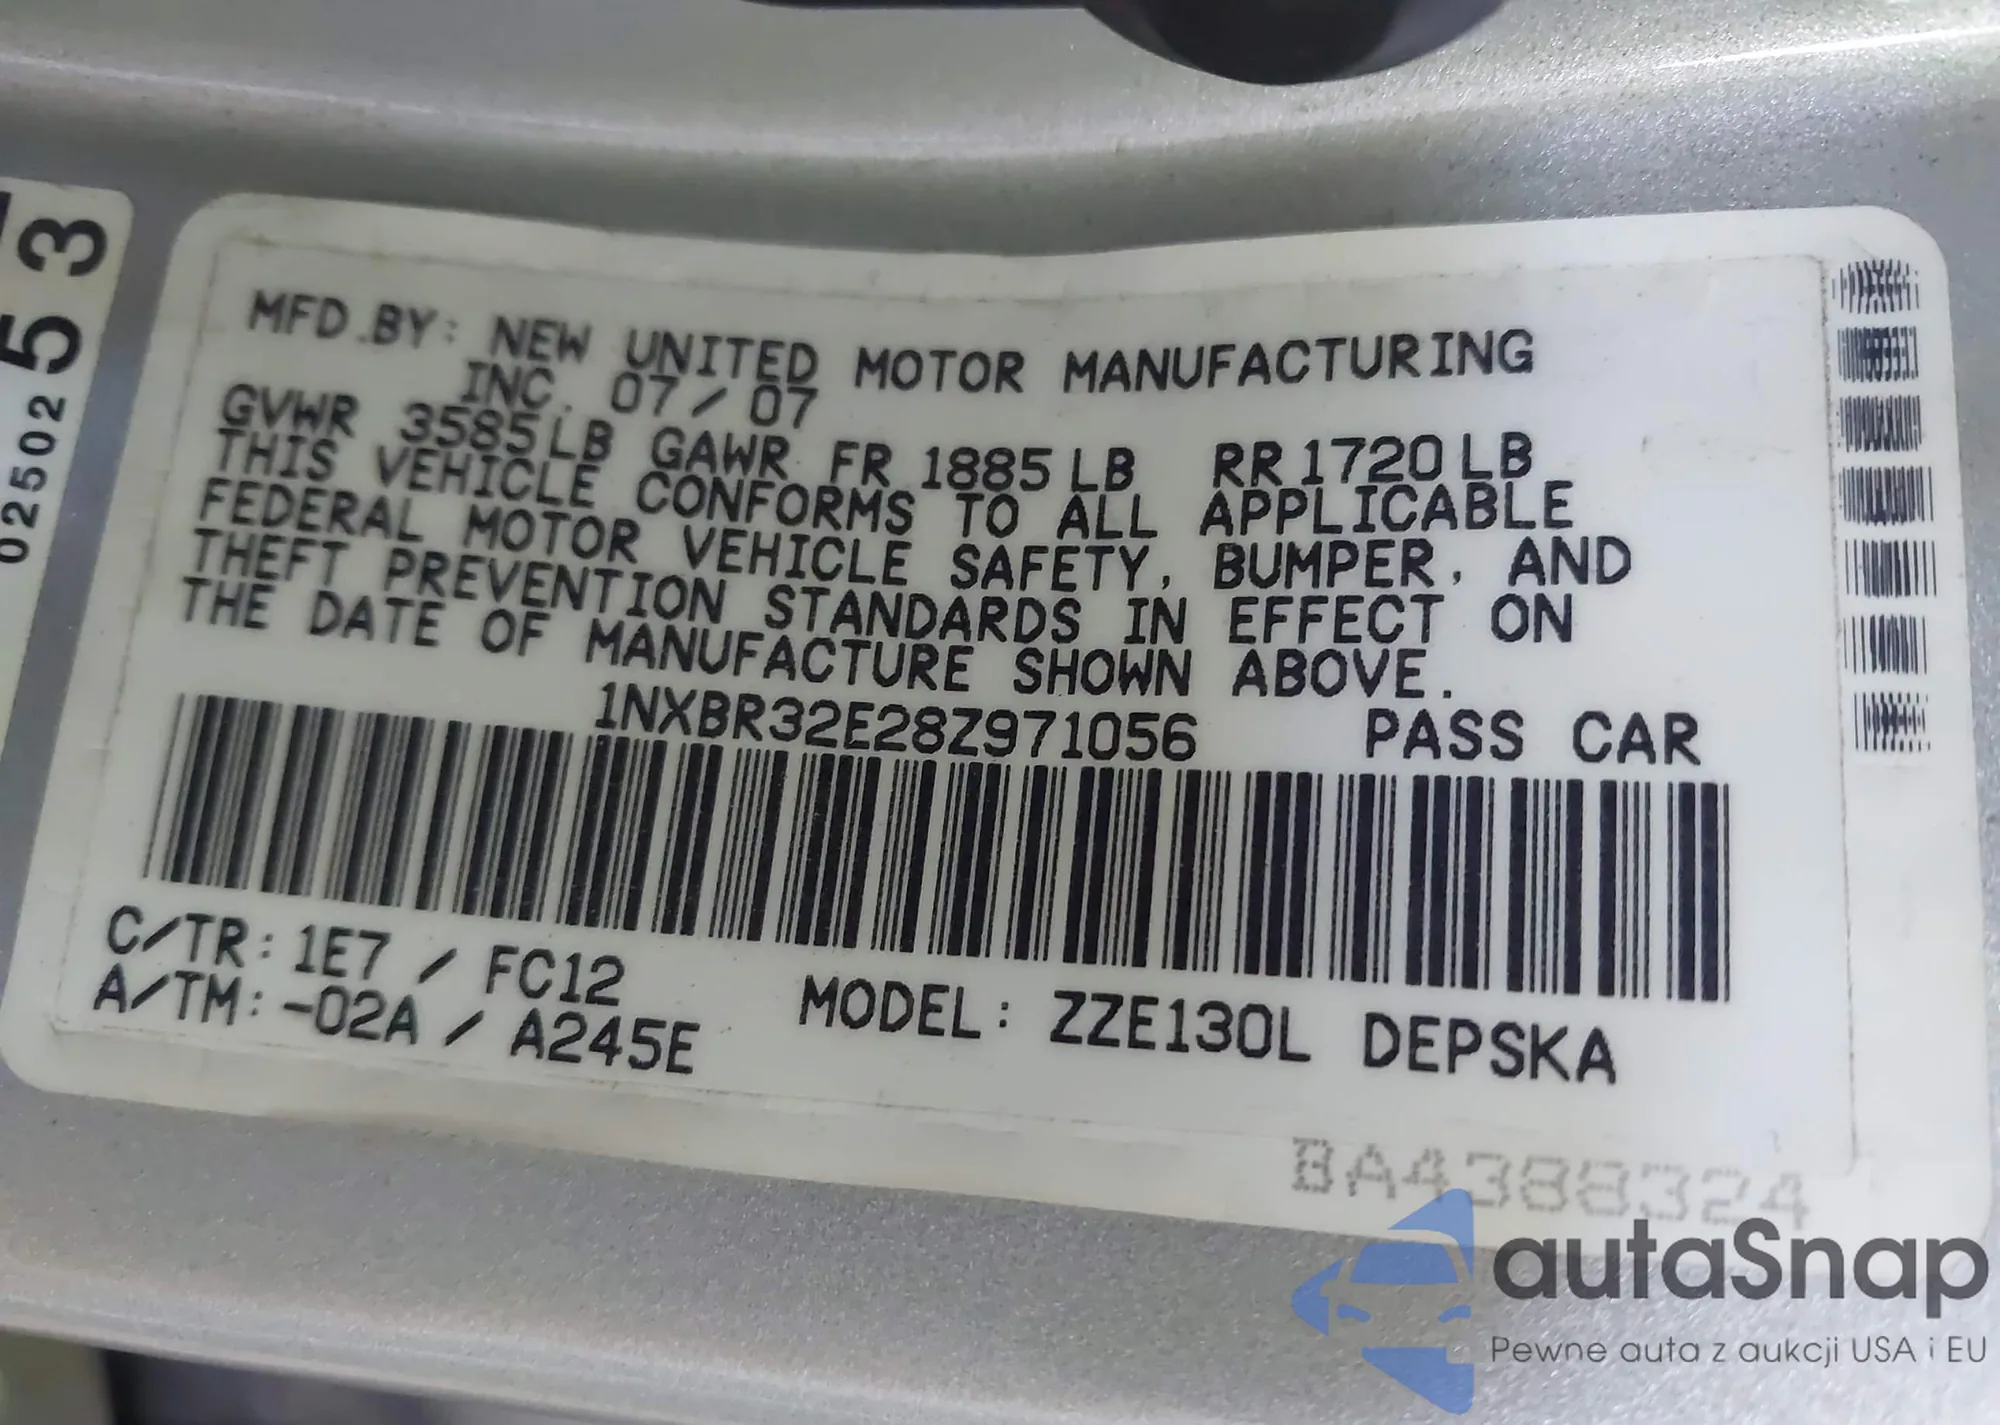 53
02502
MFD.BY: NEW UNITED MOTOR MANUFACTURING
INC. 07/07
GVWR 3585LB GAWR FR 1885LB RR1720LB
THIS VEHICLE CONFORMS TO ALL APPLICABLE
FEDERAL MOTOR VEHICLE SAFETY, BUMPER, AND
THEFT PREVENTION STANDARDS IN EFFECT ON
THE DATE OF MANUFACTURE SHOWN ABOVE.
1NXBR32E28Z971056 PASS CAR
C/TR: 1E7 / FC12
A/TM: -02A / A245E
MODEL: ZZE130L DEPSKA
BA4388324
autaSnap
Pewne auta z aukcji USA i EU